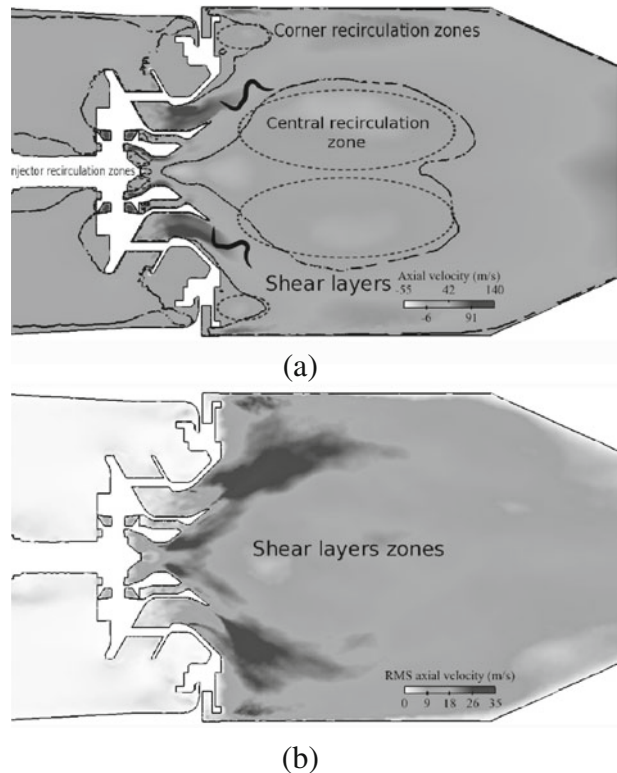 Corner recirculation zones
Central recirculation
zone
njector recirculation zones
Shear layers
Axial velocity (m/s)
-55 42 140
-6 91
(a)
Shear layers zones
RMS axial velocity (m/s)
0 9 18 26 35
(b)